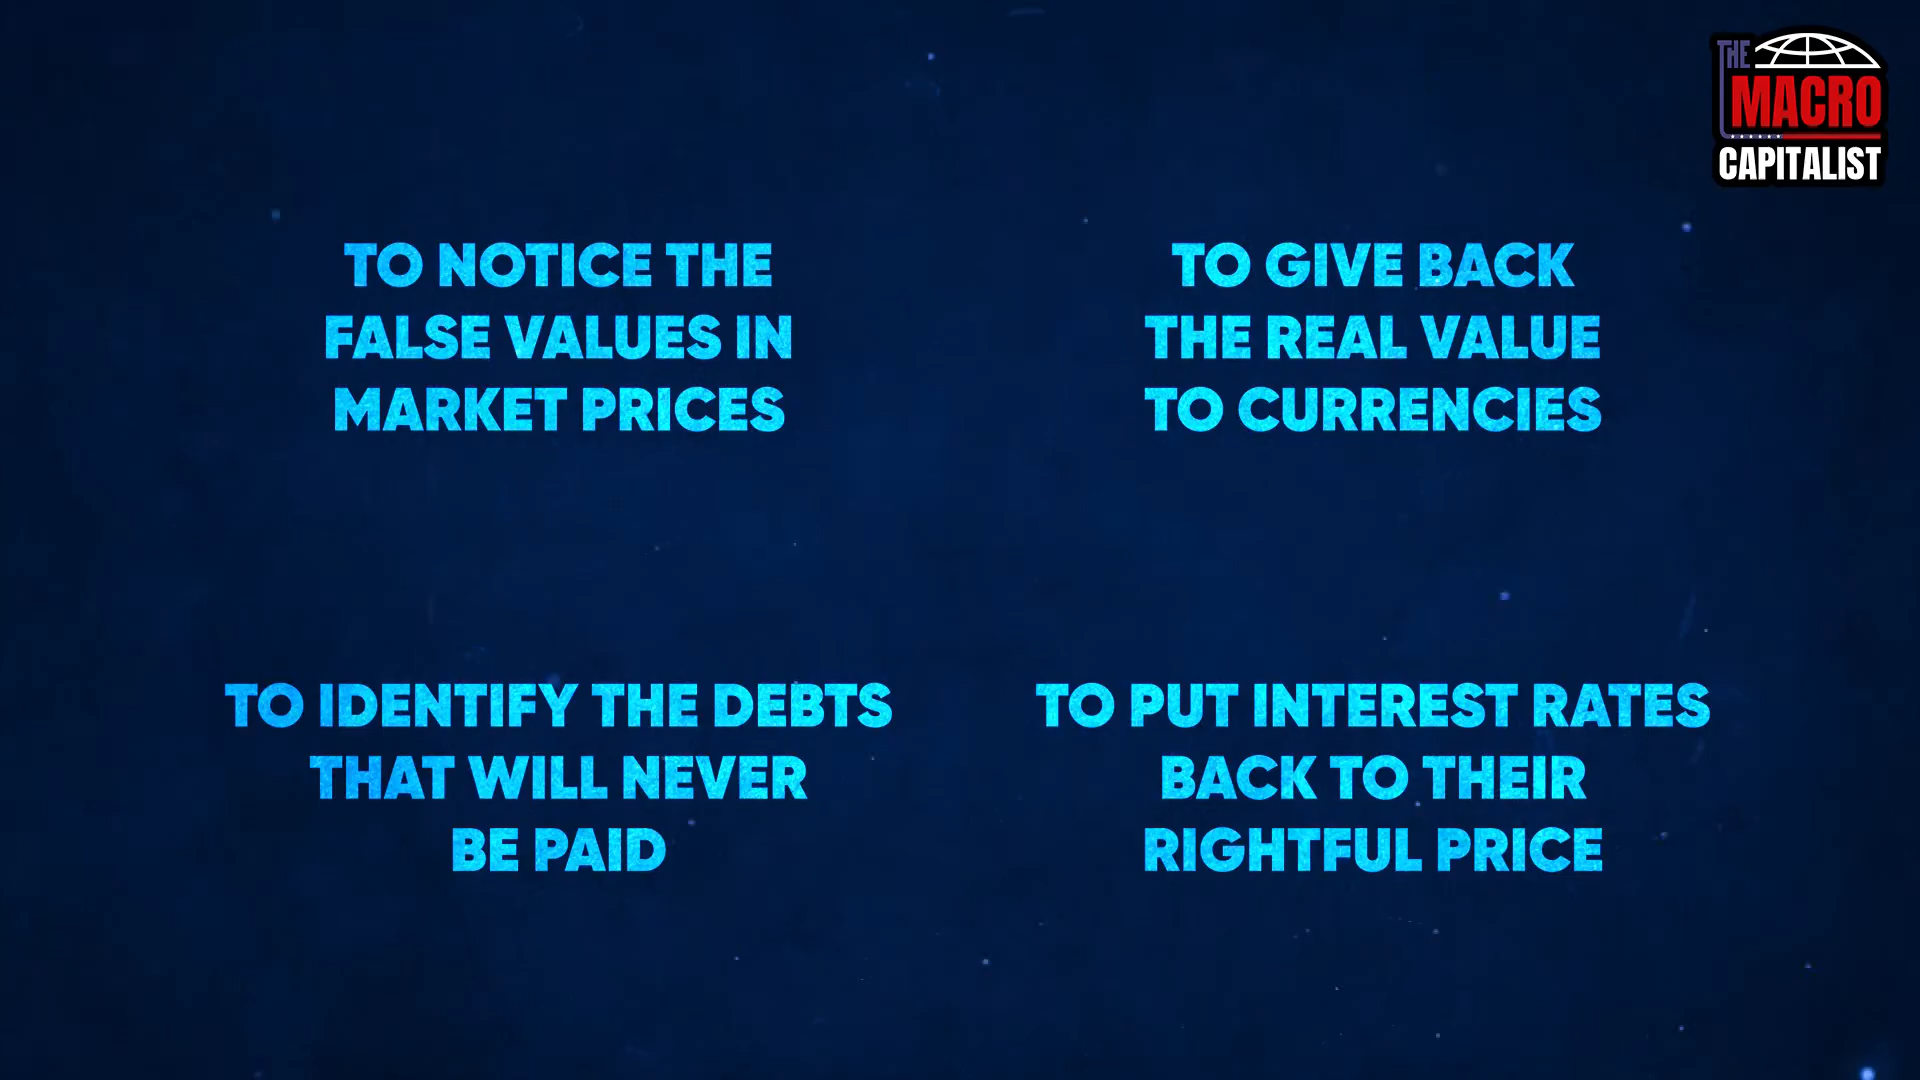 THE
MACRO
CAPITALIST
TO NOTICE THE
FALSE VALUES IN
MARKET PRICES
TO GIVE BACK
THE REAL VALUE
TO CURRENCIES
TO IDENTIFY THE DEBTS
THAT WILL NEVER
BE PAID
TO PUT INTEREST RATES
BACK TO THEIR
RIGHTFUL PRICE